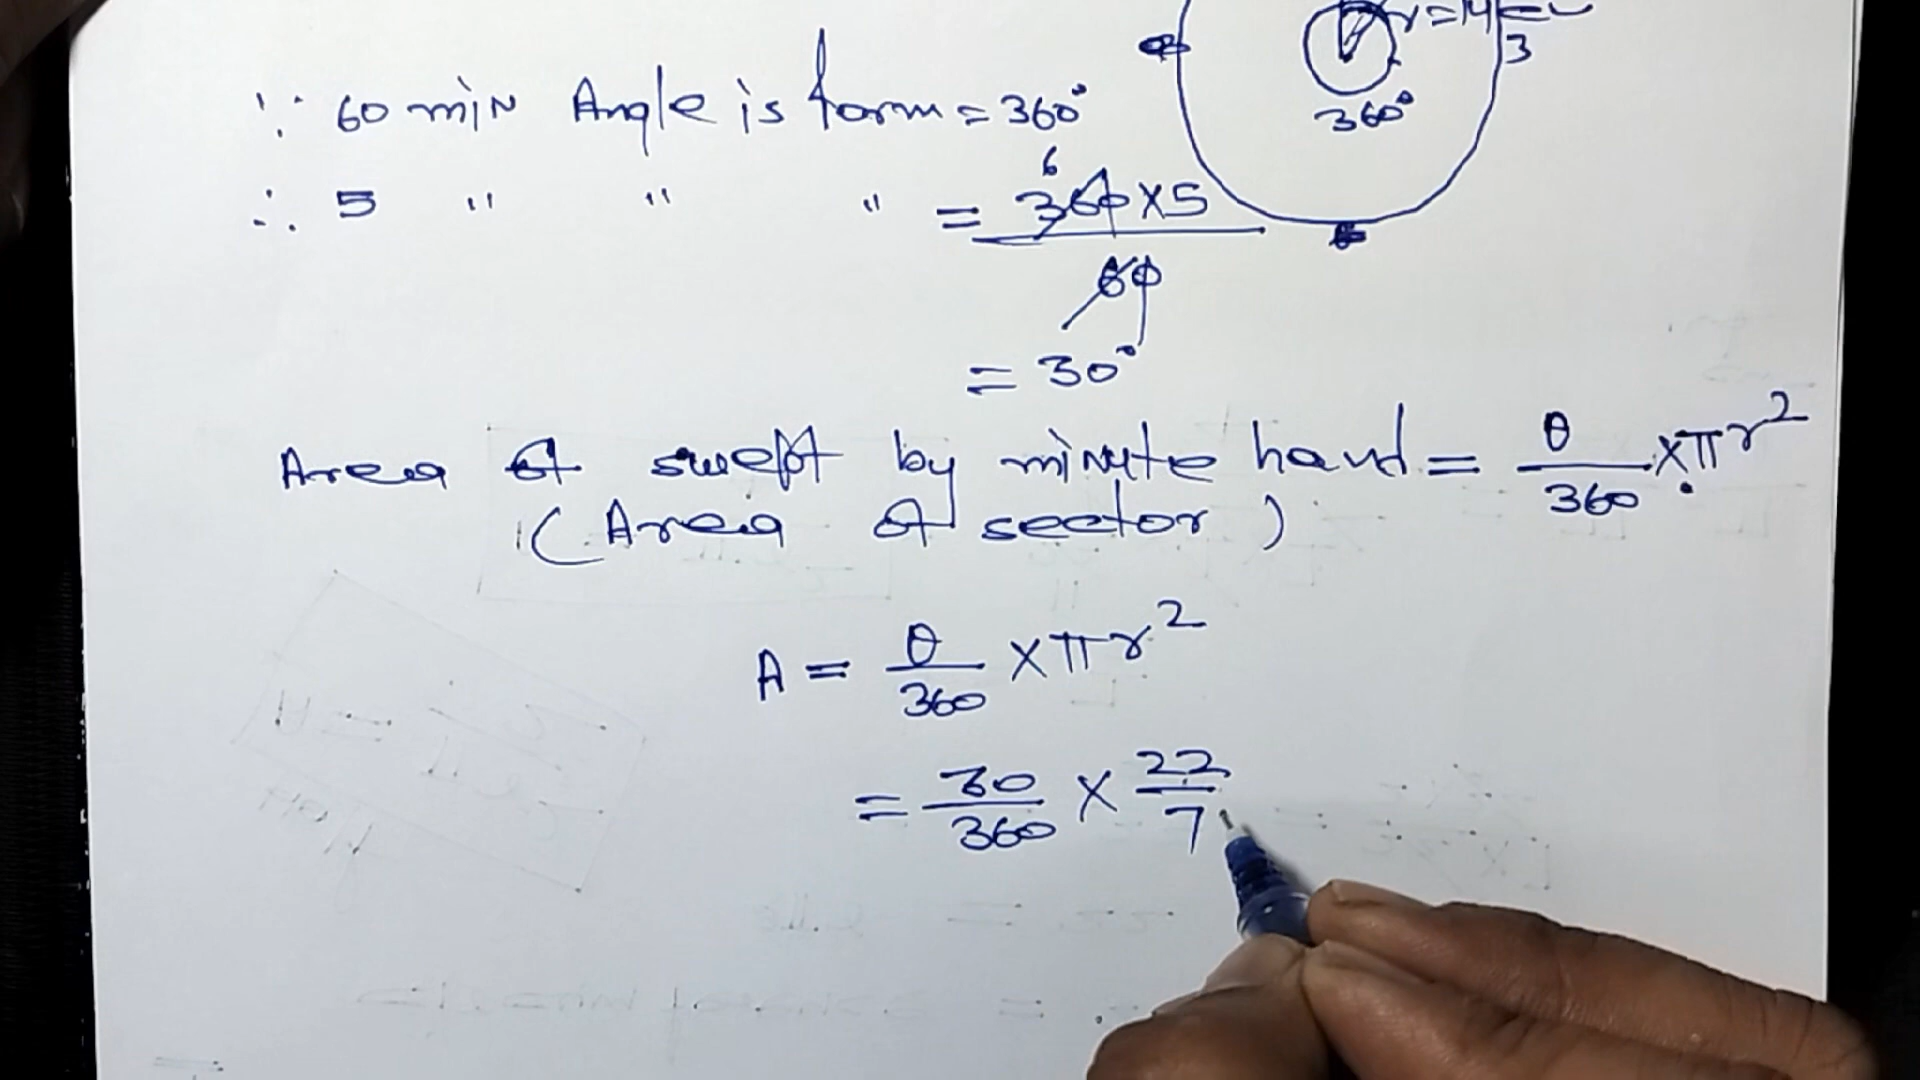 r=14
3
360°
∵ 60 min Angle is form = 360°
6
∴ 5 " " " = 360×5
60
= 30°
Area of swept by minute hand = θ/360 × πr²
(Area of sector)
A = θ/360 × πr²
= 30/360 × 22/7